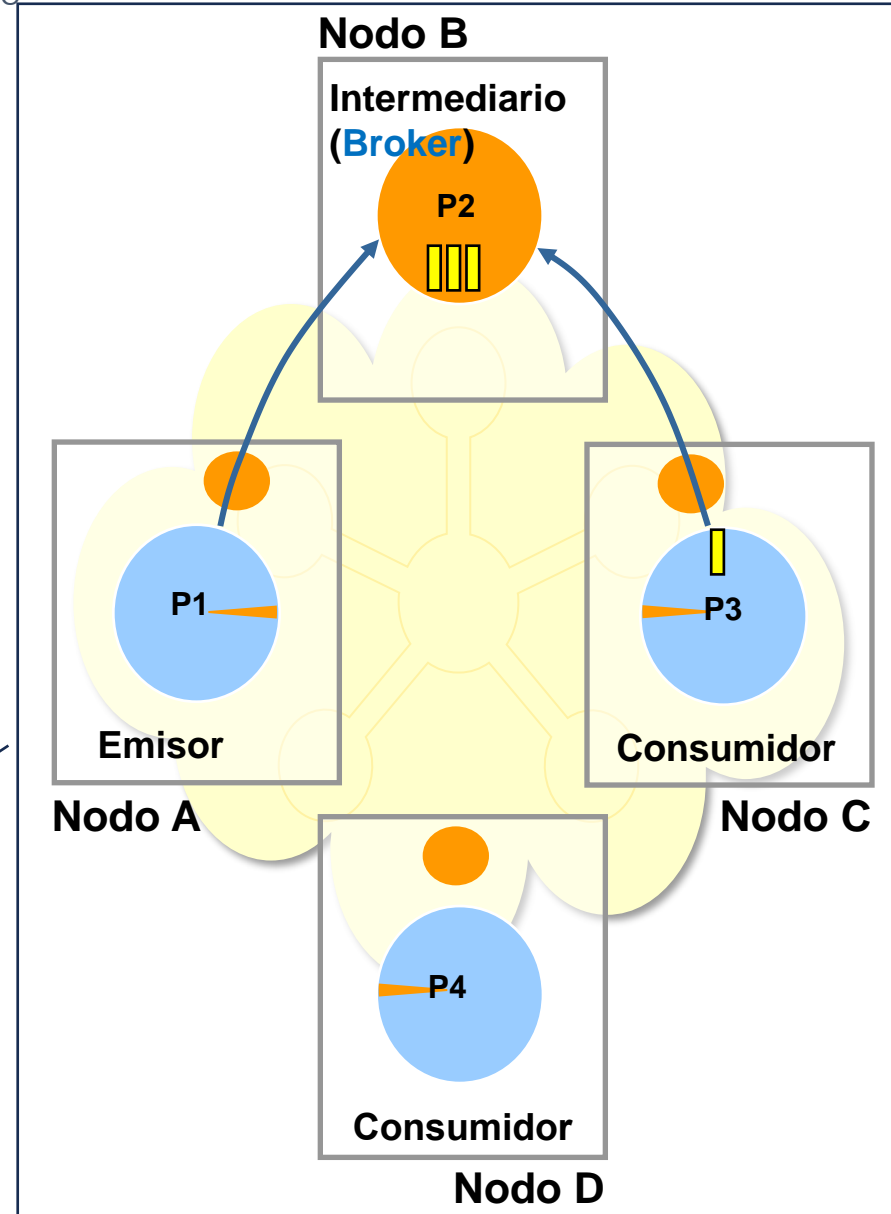 Nodo B
Intermediario
(Broker)
P2
P1
P3
Emisor
Consumidor
Nodo A
Nodo C
P4
Consumidor
Nodo D